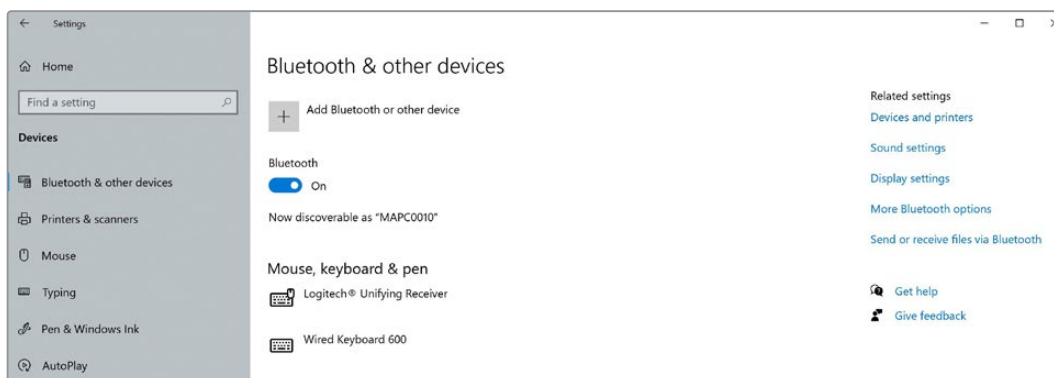 Settings
Home
Find a setting
Devices
Bluetooth & other devices
Printers & scanners
Mouse
Typing
Pen & Windows Ink
AutoPlay
Bluetooth & other devices
Add Bluetooth or other device
Bluetooth
On
Now discoverable as “MAPC0010”
Mouse, keyboard & pen
Logitech® Unifying Receiver
Wired Keyboard 600
Related settings
Devices and printers
Sound settings
Display settings
More Bluetooth options
Send or receive files via Bluetooth
Get help
Give feedback